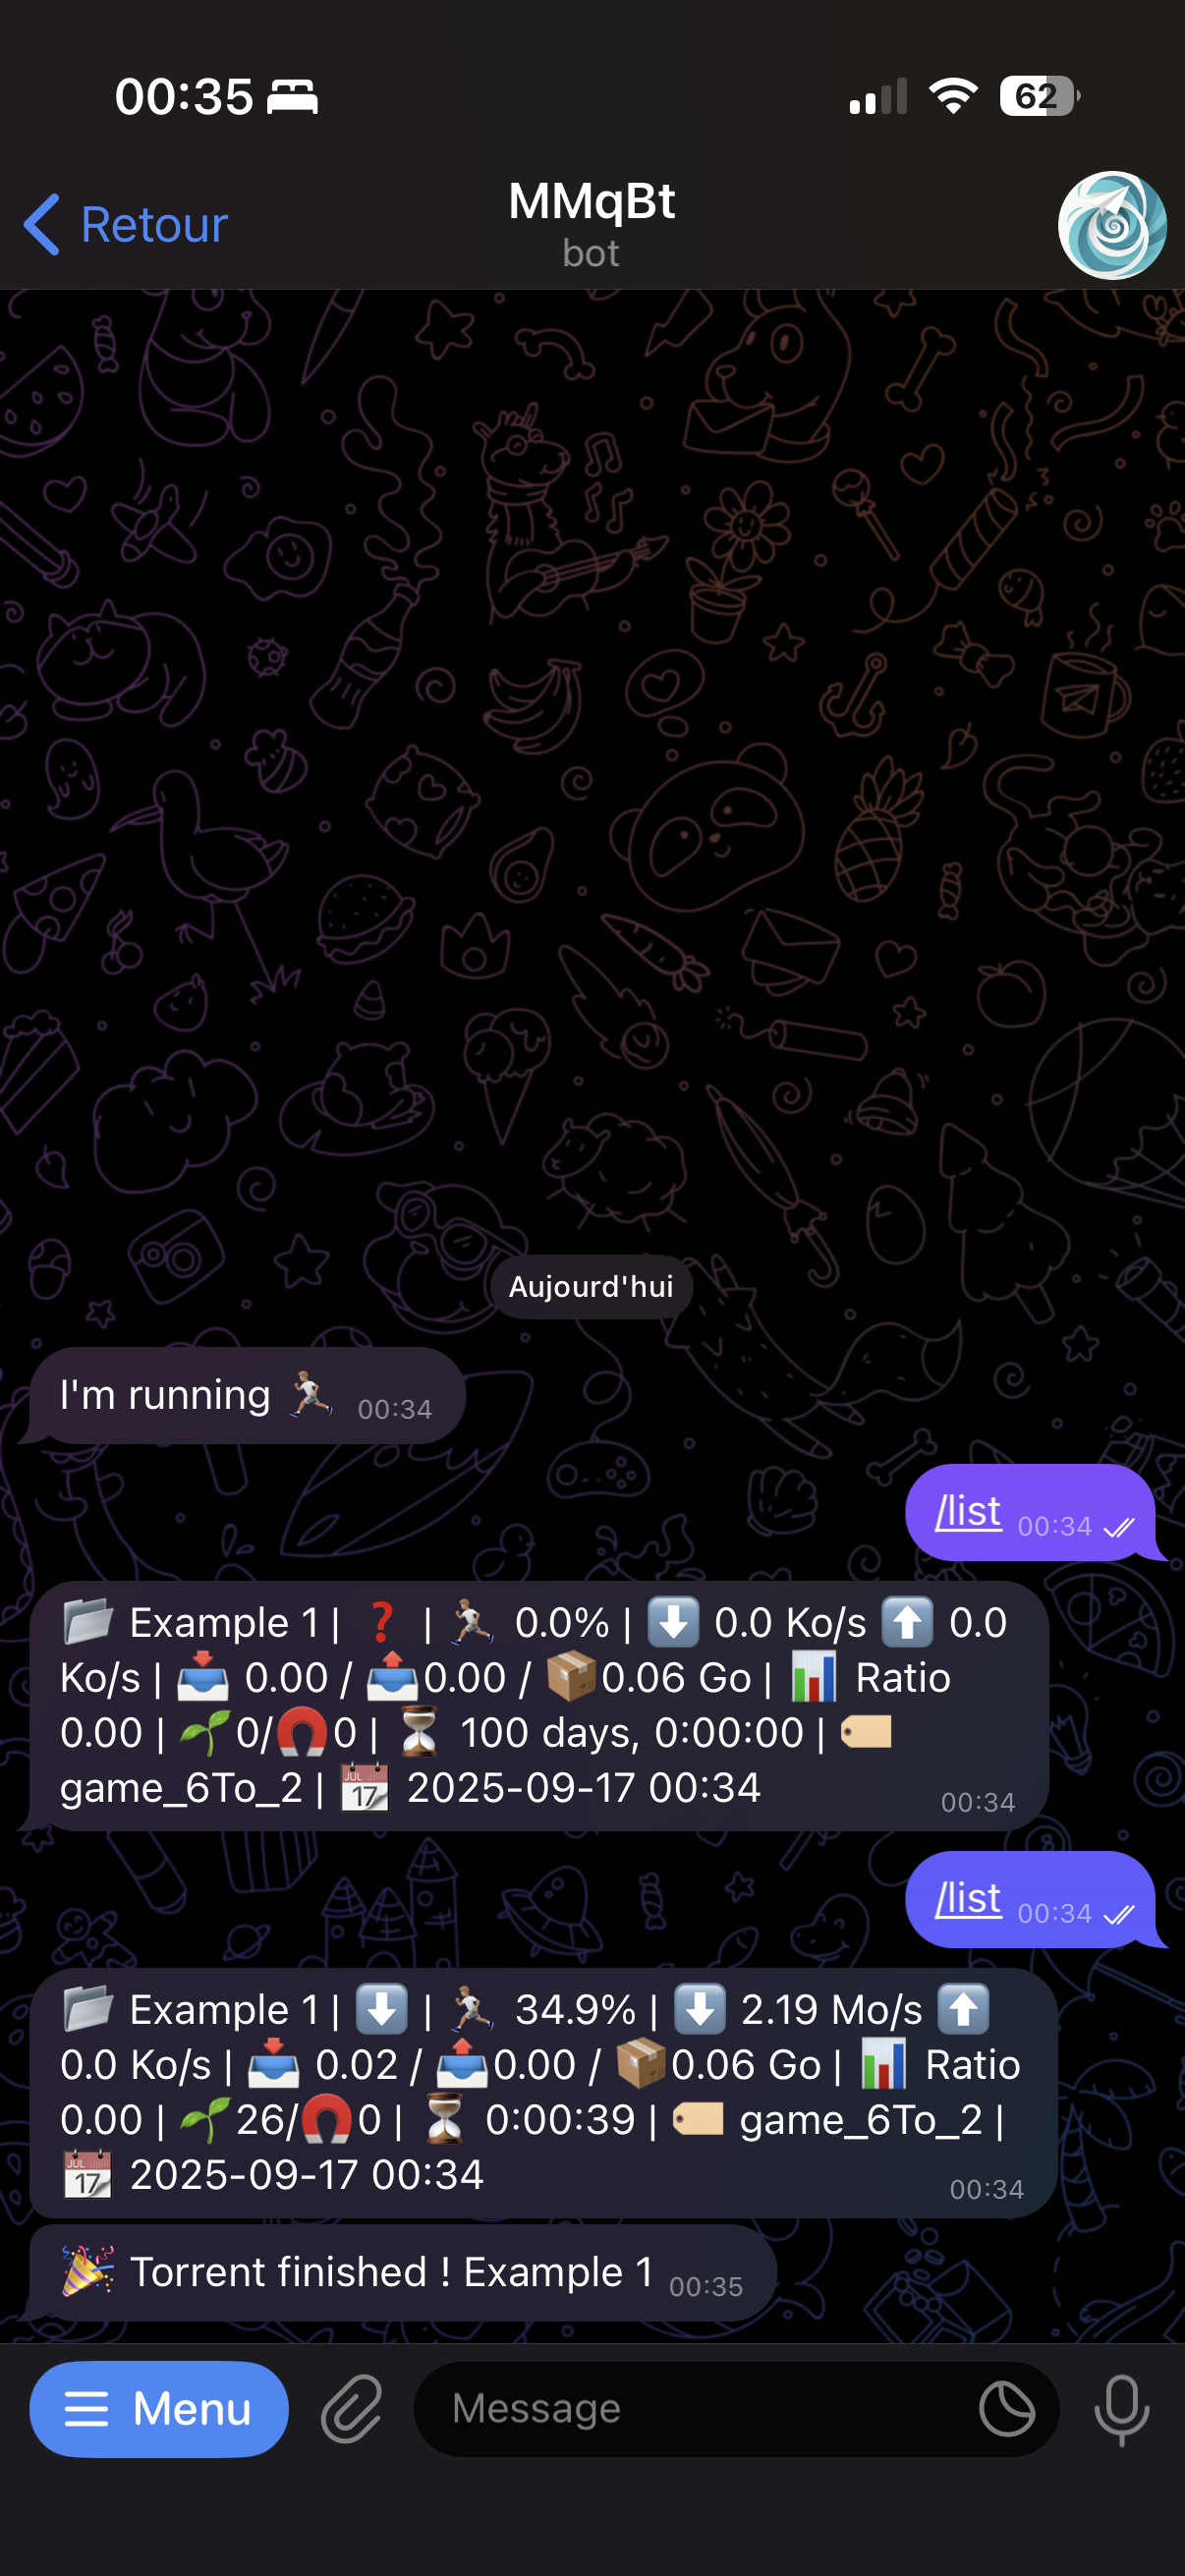 00:35
62
Retour
MMqBt
bot
Aujourd'hui
I'm running 🏃🏽 00:34
/list 00:34
📁 Example 1 | ❓ | 🏃🏽 0.0% | ⬇️ 0.0 Ko/s ⬆️ 0.0
Ko/s | 📥 0.00 / 📤0.00 / 📦0.06 Go | 📊 Ratio
0.00 | 🌱0/🧲0 | ⏳ 100 days, 0:00:00 | 🏷️
game_6To_2 | 📆 2025-09-17 00:34
00:34
/list 00:34
📁 Example 1 | ⬇️ | 🏃🏽 34.9% | ⬇️ 2.19 Mo/s ⬆️
0.0 Ko/s | 📥 0.02 / 📤0.00 / 📦0.06 Go | 📊 Ratio
0.00 | 🌱26/🧲0 | ⏳ 0:00:39 | 🏷️ game_6To_2 |
📆 2025-09-17 00:34
00:34
🎉 Torrent finished ! Example 1 00:35
Menu
Message